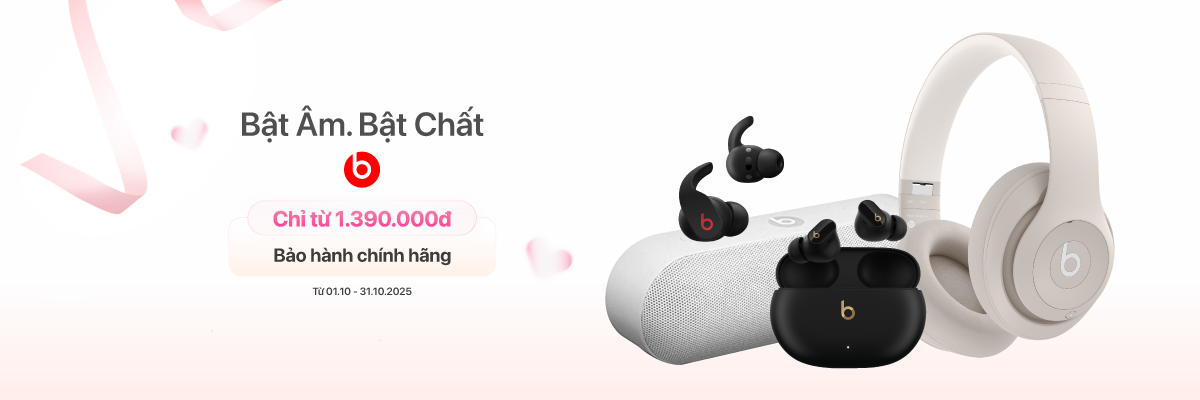 Bật Âm. Bật Chất
Chỉ từ 1.390.000đ
Bảo hành chính hãng
Từ 01.10 - 31.10.2025